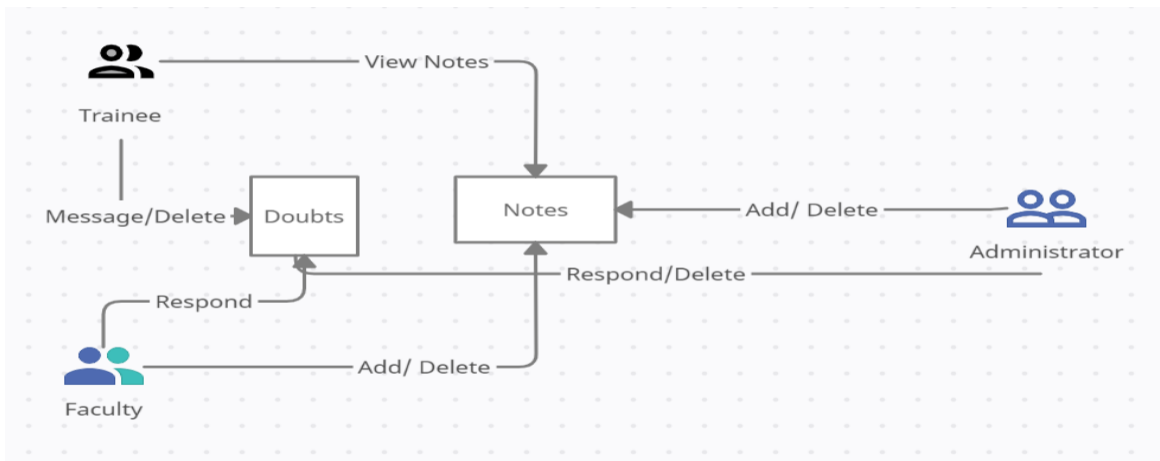 View Notes
Trainee
Message/Delete
Doubts
Notes
Add/ Delete
Administrator
Respond/Delete
Respond
Add/ Delete
Faculty